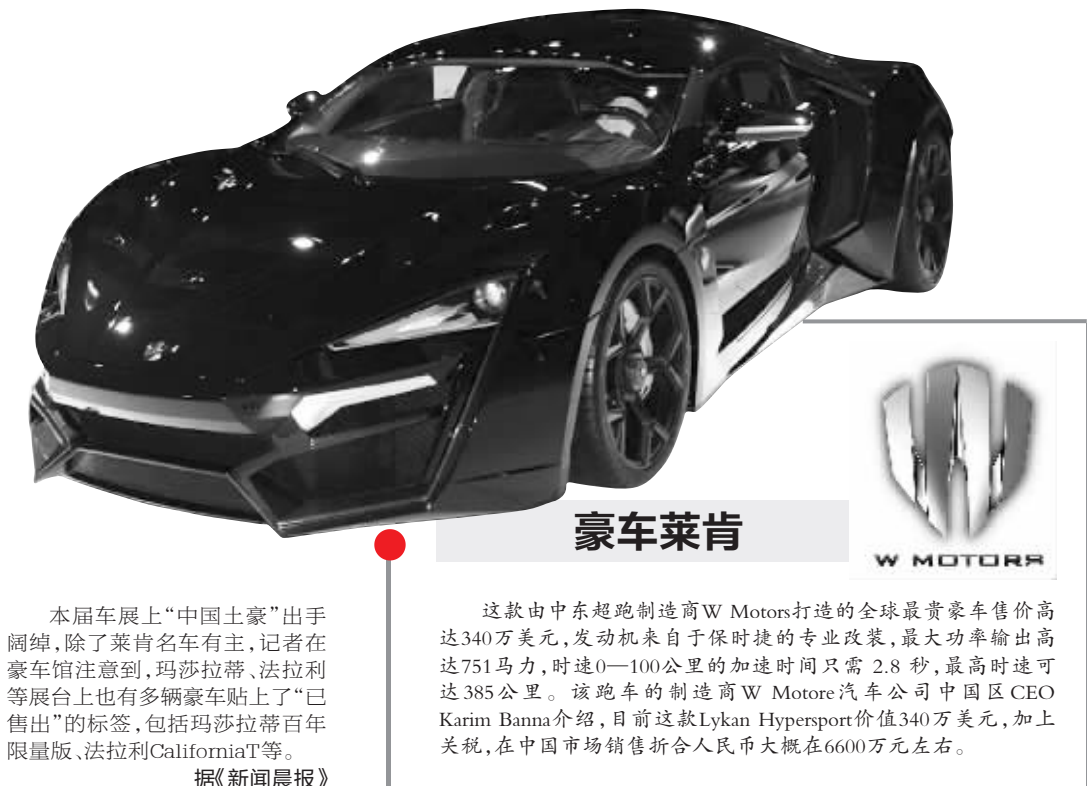 豪车莱肯
W MOTORS
本届车展上“中国土豪”出手
阔绰,除了莱肯名车有主,记者在
豪车馆注意到,玛莎拉蒂、法拉利
等展台上也有多辆豪车贴上了“已
售出”的标签,包括玛莎拉蒂百年
限量版、法拉利CaliforniaT等。
据《新闻晨报》
这款由中东超跑制造商W Motors打造的全球最贵豪车售价高
达340万美元,发动机来自于保时捷的专业改装,最大功率输出高
达751马力,时速0—100公里的加速时间只需 2.8 秒,最高时速可
达385公里。该跑车的制造商W Motore汽车公司中国区CEO
Karim Banna介绍,目前这款Lykan Hypersport价值340万美元,加上
关税,在中国市场销售折合人民币大概在6600万元左右。